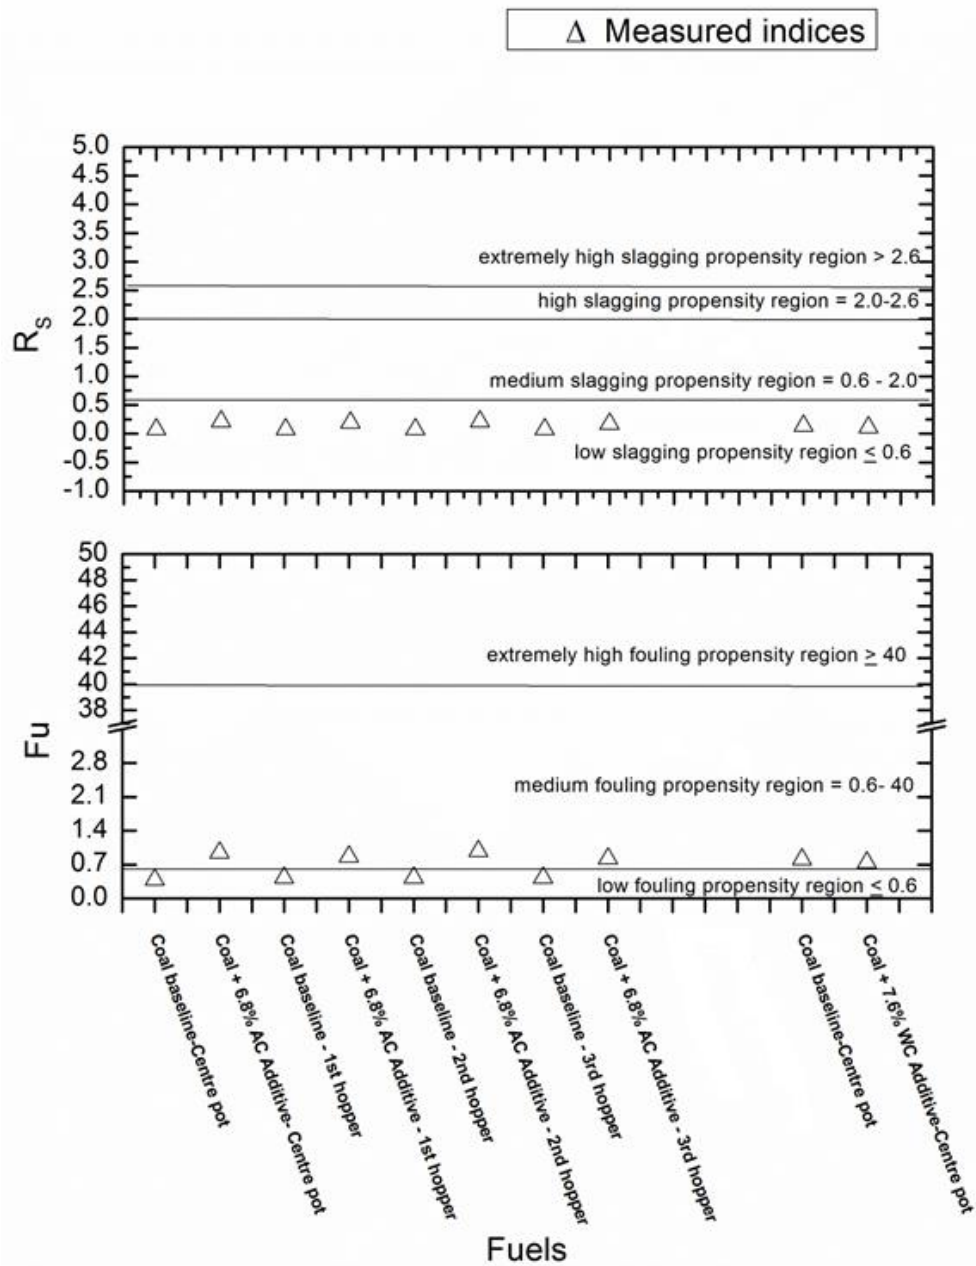 Δ Measured indices
5.0
4.5
4.0
3.5
3.0
2.5
2.0
1.5
1.0
0.5
0.0
-0.5
-1.0
RS
extremely high slagging propensity region > 2.6
high slagging propensity region = 2.0-2.6
medium slagging propensity region = 0.6 - 2.0
low slagging propensity region ≤ 0.6
50
48
46
44
42
40
38
2.8
2.1
1.4
0.7
0.0
Fu
extremely high fouling propensity region ≥ 40
medium fouling propensity region = 0.6- 40
low fouling propensity region ≤ 0.6
Coal baseline-Centre pot
Coal + 6.8% AC Additive- Centre pot
Coal baseline - 1st hopper
Coal + 6.8% AC Additive - 1st hopper
Coal baseline - 2nd hopper
Coal + 6.8% AC Additive - 2nd hopper
Coal baseline - 3rd hopper
Coal + 6.8% AC Additive - 3rd hopper
Coal baseline-Centre pot
Coal + 7.6% WC Additive-Centre pot
Fuels